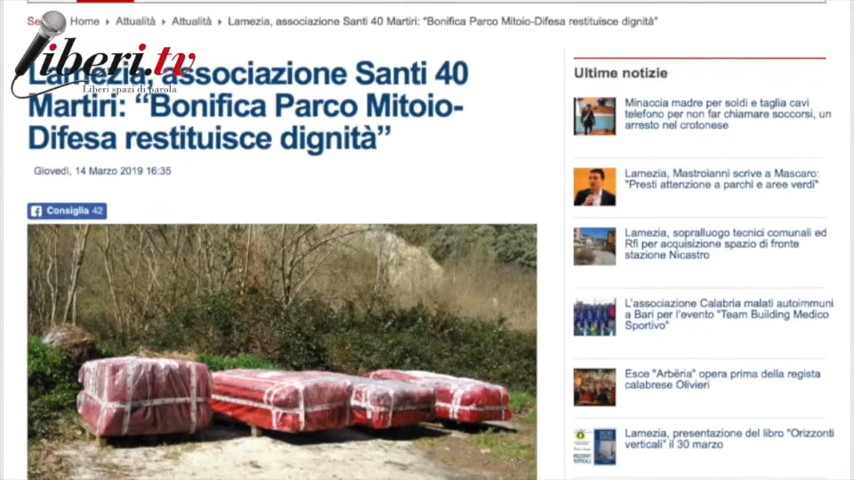 Home > Attualità > Attualità > Lamezia, associazione Santi 40 Martiri: "Bonifica Parco Mitoio-Difesa restituisce dignità"
liberi.tv
Liberi spazi di parola
Lamezia, associazione Santi 40
Martiri: “Bonifica Parco Mitoio-
Difesa restituisce dignità”
Giovedì, 14 Marzo 2019 16:35
Consiglia 42
Ultime notizie
Minaccia madre per soldi e taglia cavi
telefono per non far chiamare soccorsi, un
arresto nel crotonese
Lamezia, Mastroianni scrive a Mascaro:
"Presti attenzione a parchi e aree verdi"
Lamezia, sopralluogo tecnici comunali ed
Rfi per acquisizione spazio di fronte
stazione Nicastro
L'associazione Calabria malati autoimmuni
a Bari per l'evento "Team Building Medico
Sportivo"
Esce "Arbëria" opera prima della regista
calabrese Olivieri
Lamezia, presentazione del libro "Orizzonti
verticali" il 30 marzo